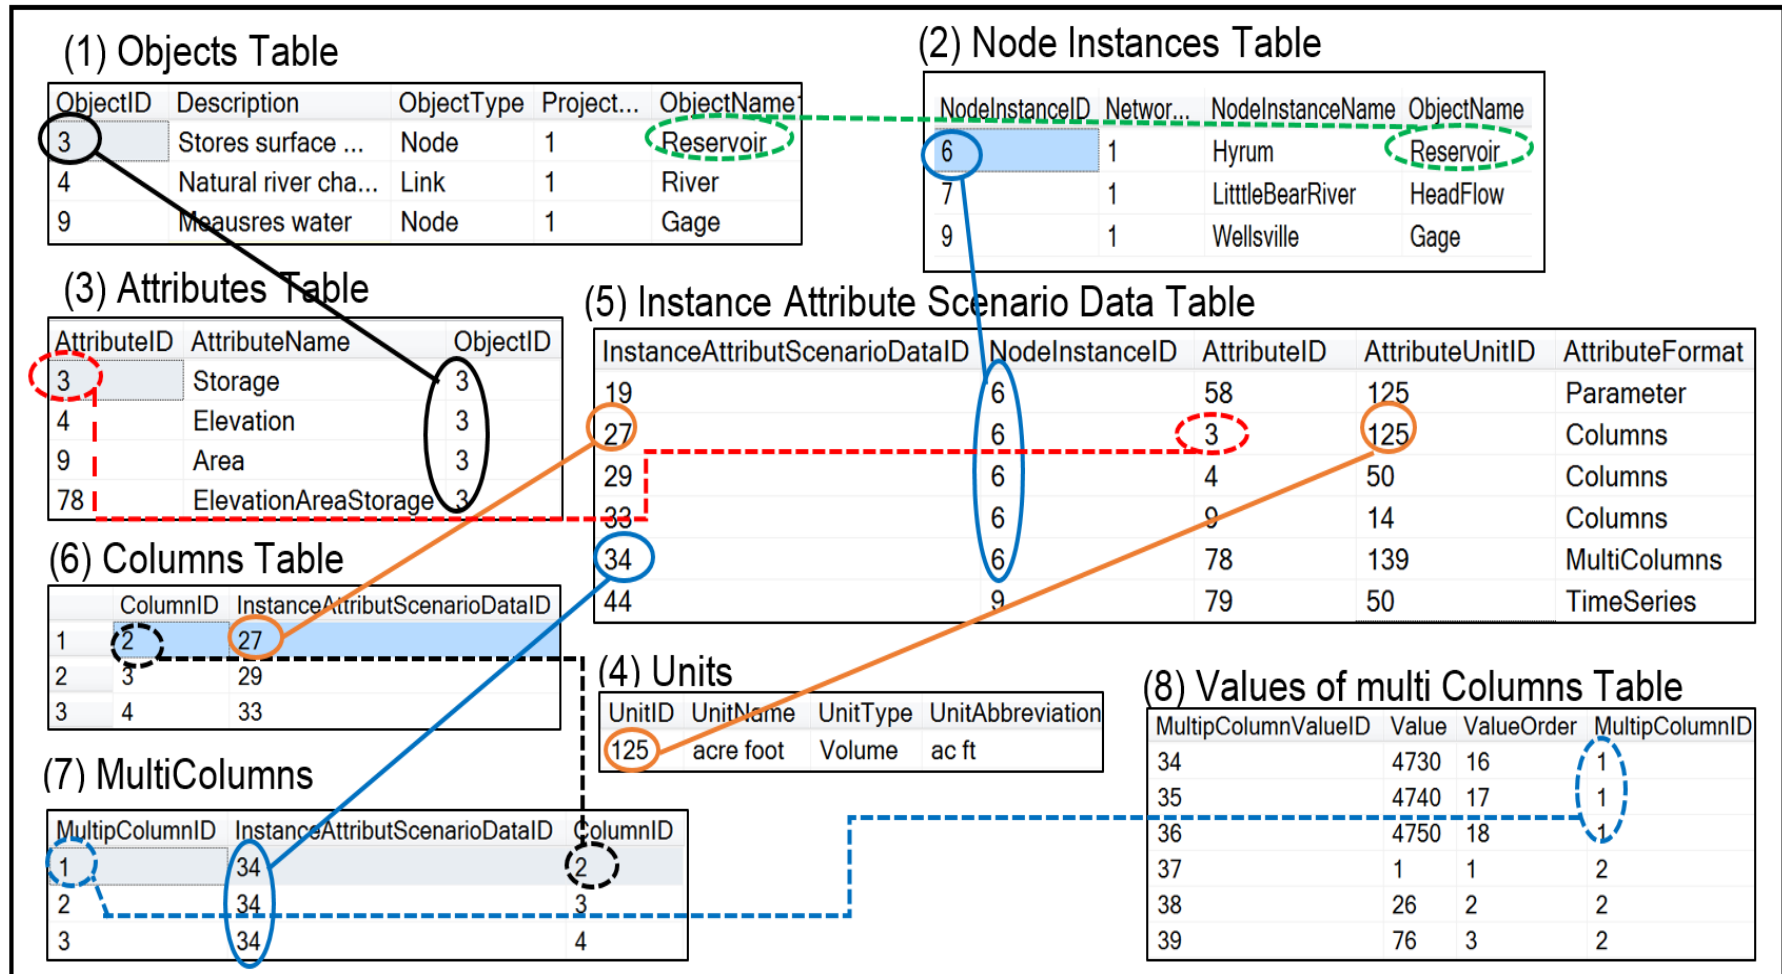 (1) Objects Table
ObjectID Description ObjectType Project... ObjectName
3 Stores surface ... Node 1 Reservoir
4 Natural river cha... Link 1 River
9 Meausres water Node 1 Gage
(2) Node Instances Table
NodeInstanceID Networ... NodeInstanceName ObjectName
6 1 Hyrum Reservoir
7 1 LitttleBearRiver HeadFlow
9 1 Wellsville Gage
(3) Attributes Table
AttributeID AttributeName ObjectID
3 Storage 3
4 Elevation 3
9 Area 3
78 ElevationAreaStorage 3
(5) Instance Attribute Scenario Data Table
InstanceAttributScenarioDataID NodeInstanceID AttributeID AttributeUnitID AttributeFormat
19 6 58 125 Parameter
27 6 3 125 Columns
29 6 4 50 Columns
33 6 9 14 Columns
34 6 78 139 MultiColumns
44 9 79 50 TimeSeries
(6) Columns Table
ColumnID InstanceAttributScenarioDataID
1 2 27
2 3 29
3 4 33
(4) Units
UnitID UnitName UnitType UnitAbbreviation
125 acre foot Volume ac ft
(7) MultiColumns
MultipColumnID InstanceAttributScenarioDataID ColumnID
1 34 2
2 34 3
3 34 4
(8) Values of multi Columns Table
MultipColumnValueID Value ValueOrder MultipColumnID
34 4730 16 1
35 4740 17 1
36 4750 18 1
37 1 1 2
38 26 2 2
39 76 3 2